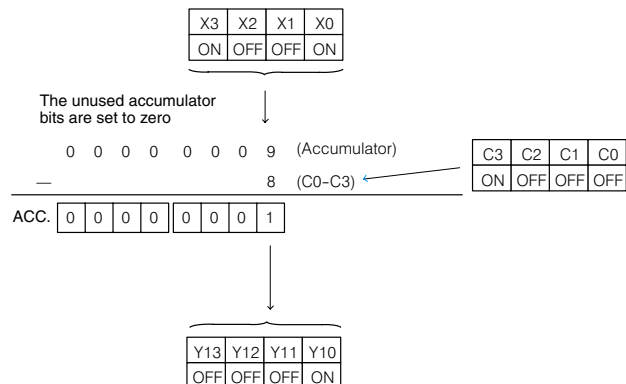 X3 X2 X1 X0
ON OFF OFF ON
The unused accumulator
bits are set to zero
0 0 0 0 0 0 0 9 (Accumulator)
— 8 (C0–C3)
C3 C2 C1 C0
ON OFF OFF OFF
ACC. 0 0 0 0 0 0 0 1
Y13 Y12 Y11 Y10
OFF OFF OFF ON